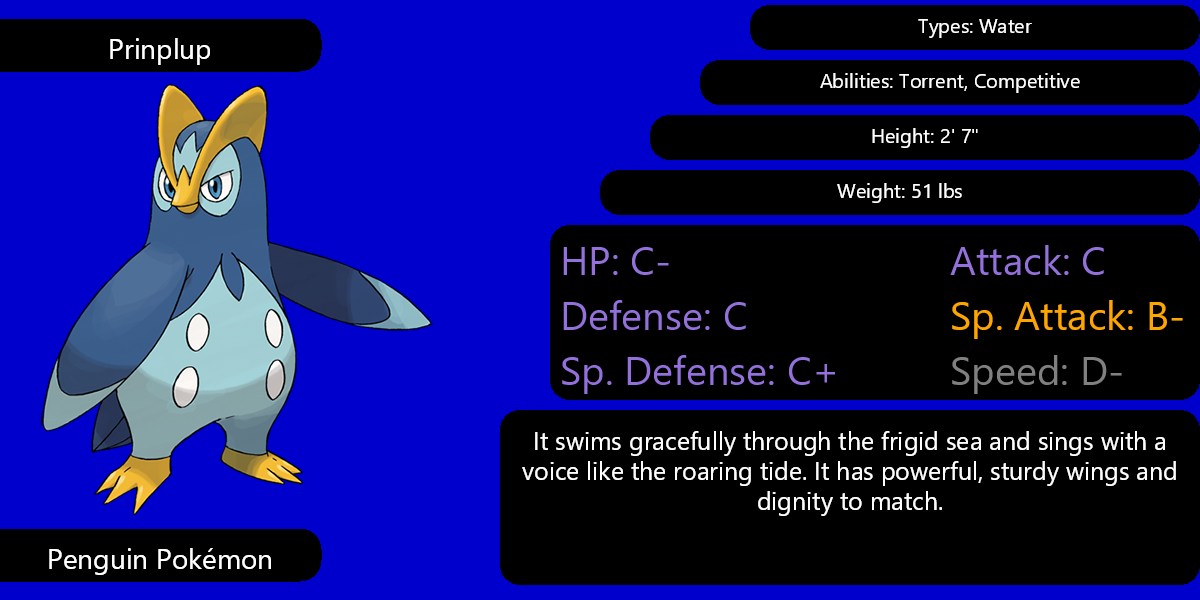 Prinplup
Types: Water
Abilities: Torrent, Competitive
Height: 2' 7"
Weight: 51 lbs
HP: C-
Attack: C
Defense: C
Sp. Attack: B-
Sp. Defense: C+
Speed: D-
It swims gracefully through the frigid sea and sings with a
voice like the roaring tide. It has powerful, sturdy wings and
dignity to match.
Penguin Pokémon